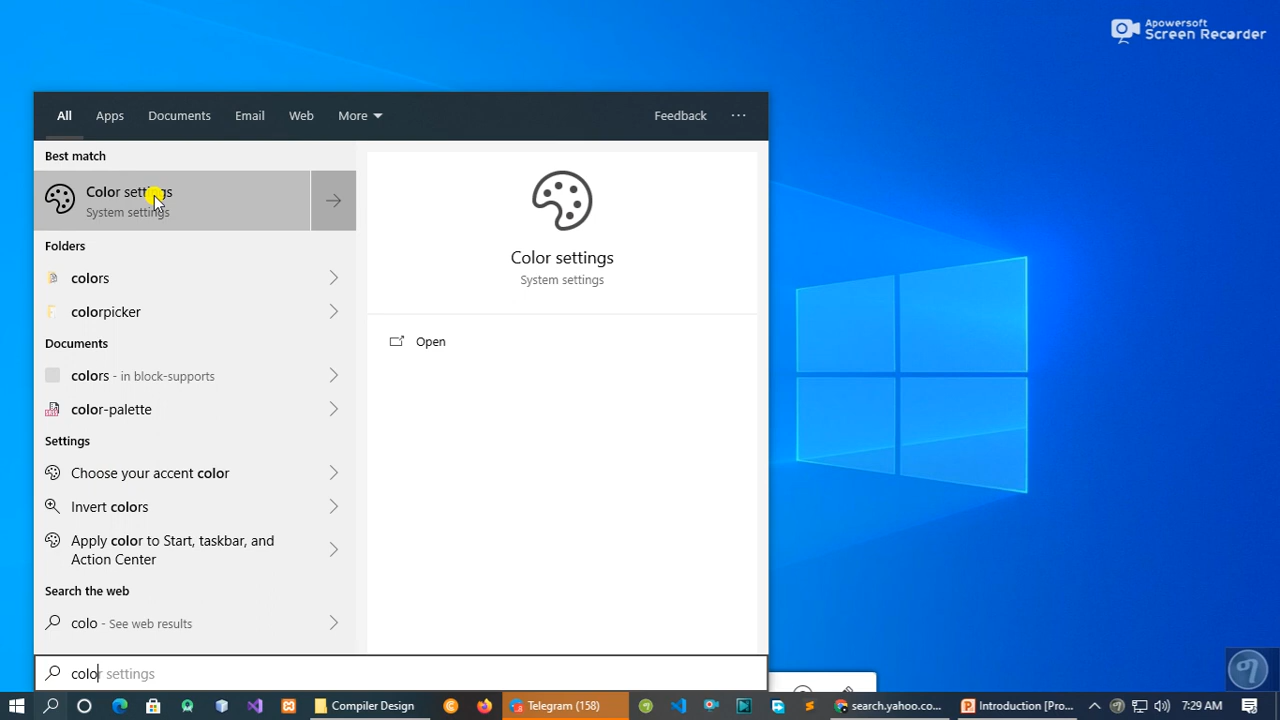 Apowersoft
Screen Recorder
All Apps Documents Email Web More Feedback ...
Best match
Color settings
System settings
Color settings
System settings
Open
Folders
colors
colorpicker
Documents
colors - in block-supports
color-palette
Settings
Choose your accent color
Invert colors
Apply color to Start, taskbar, and
Action Center
Search the web
colo - See web results
color settings
Compiler Design Telegram (158) search.yahoo.co... Introduction [Pro... 7:29 AM